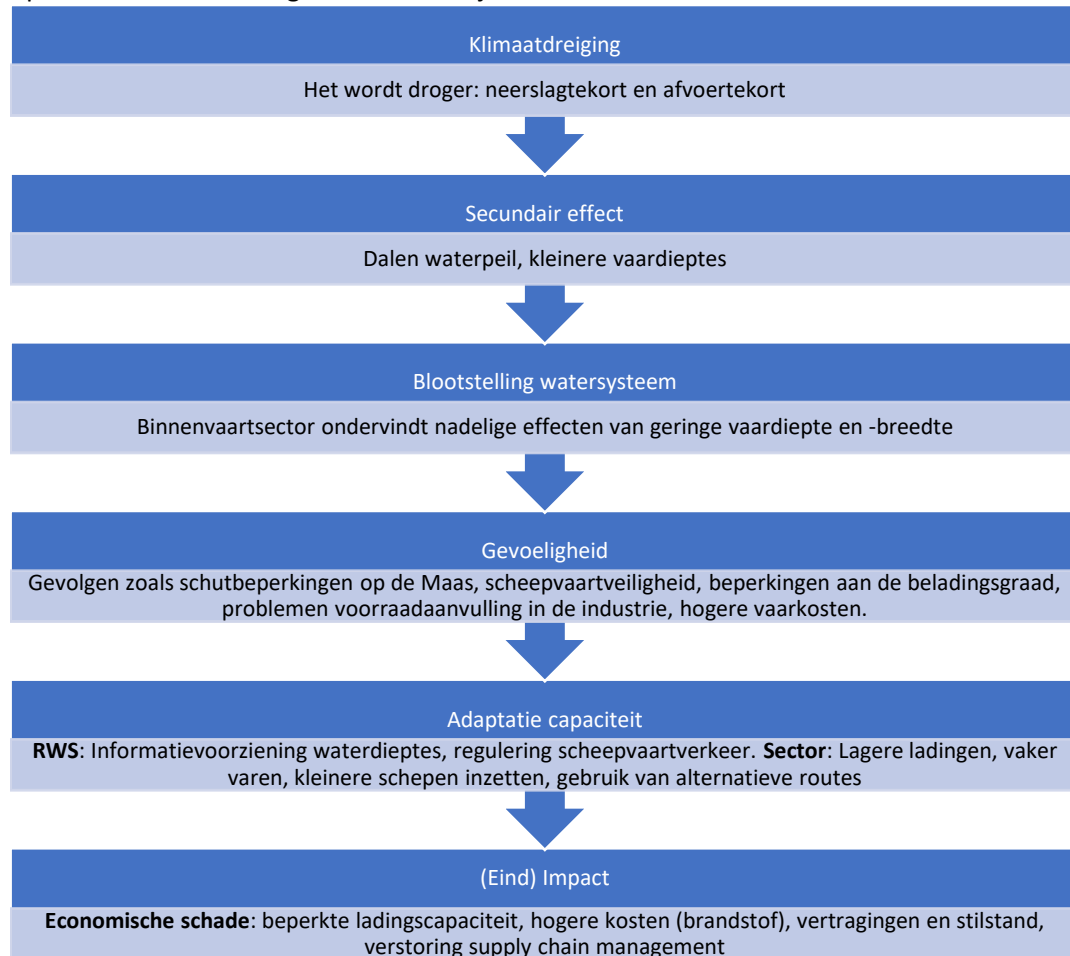 Klimaatdreiging
Het wordt droger: neerslagtekort en afvoertekort
Secundair effect
Dalen waterpeil, kleinere vaardieptes
Blootstelling watersysteem
Binnenvaartsector ondervindt nadelige effecten van geringe vaardiepte en -breedte
Gevoeligheid
Gevolgen zoals schutbeperkingen op de Maas, scheepvaartveiligheid, beperkingen aan de beladingsgraad,
problemen voorraadaanvulling in de industrie, hogere vaarkosten.
Adaptatie capaciteit
RWS: Informatievoorziening waterdieptes, regulering scheepvaartverkeer. Sector: Lagere ladingen, vaker
varen, kleinere schepen inzetten, gebruik van alternatieve routes
(Eind) Impact
Economische schade: beperkte ladingscapaciteit, hogere kosten (brandstof), vertragingen en stilstand,
verstoring supply chain management